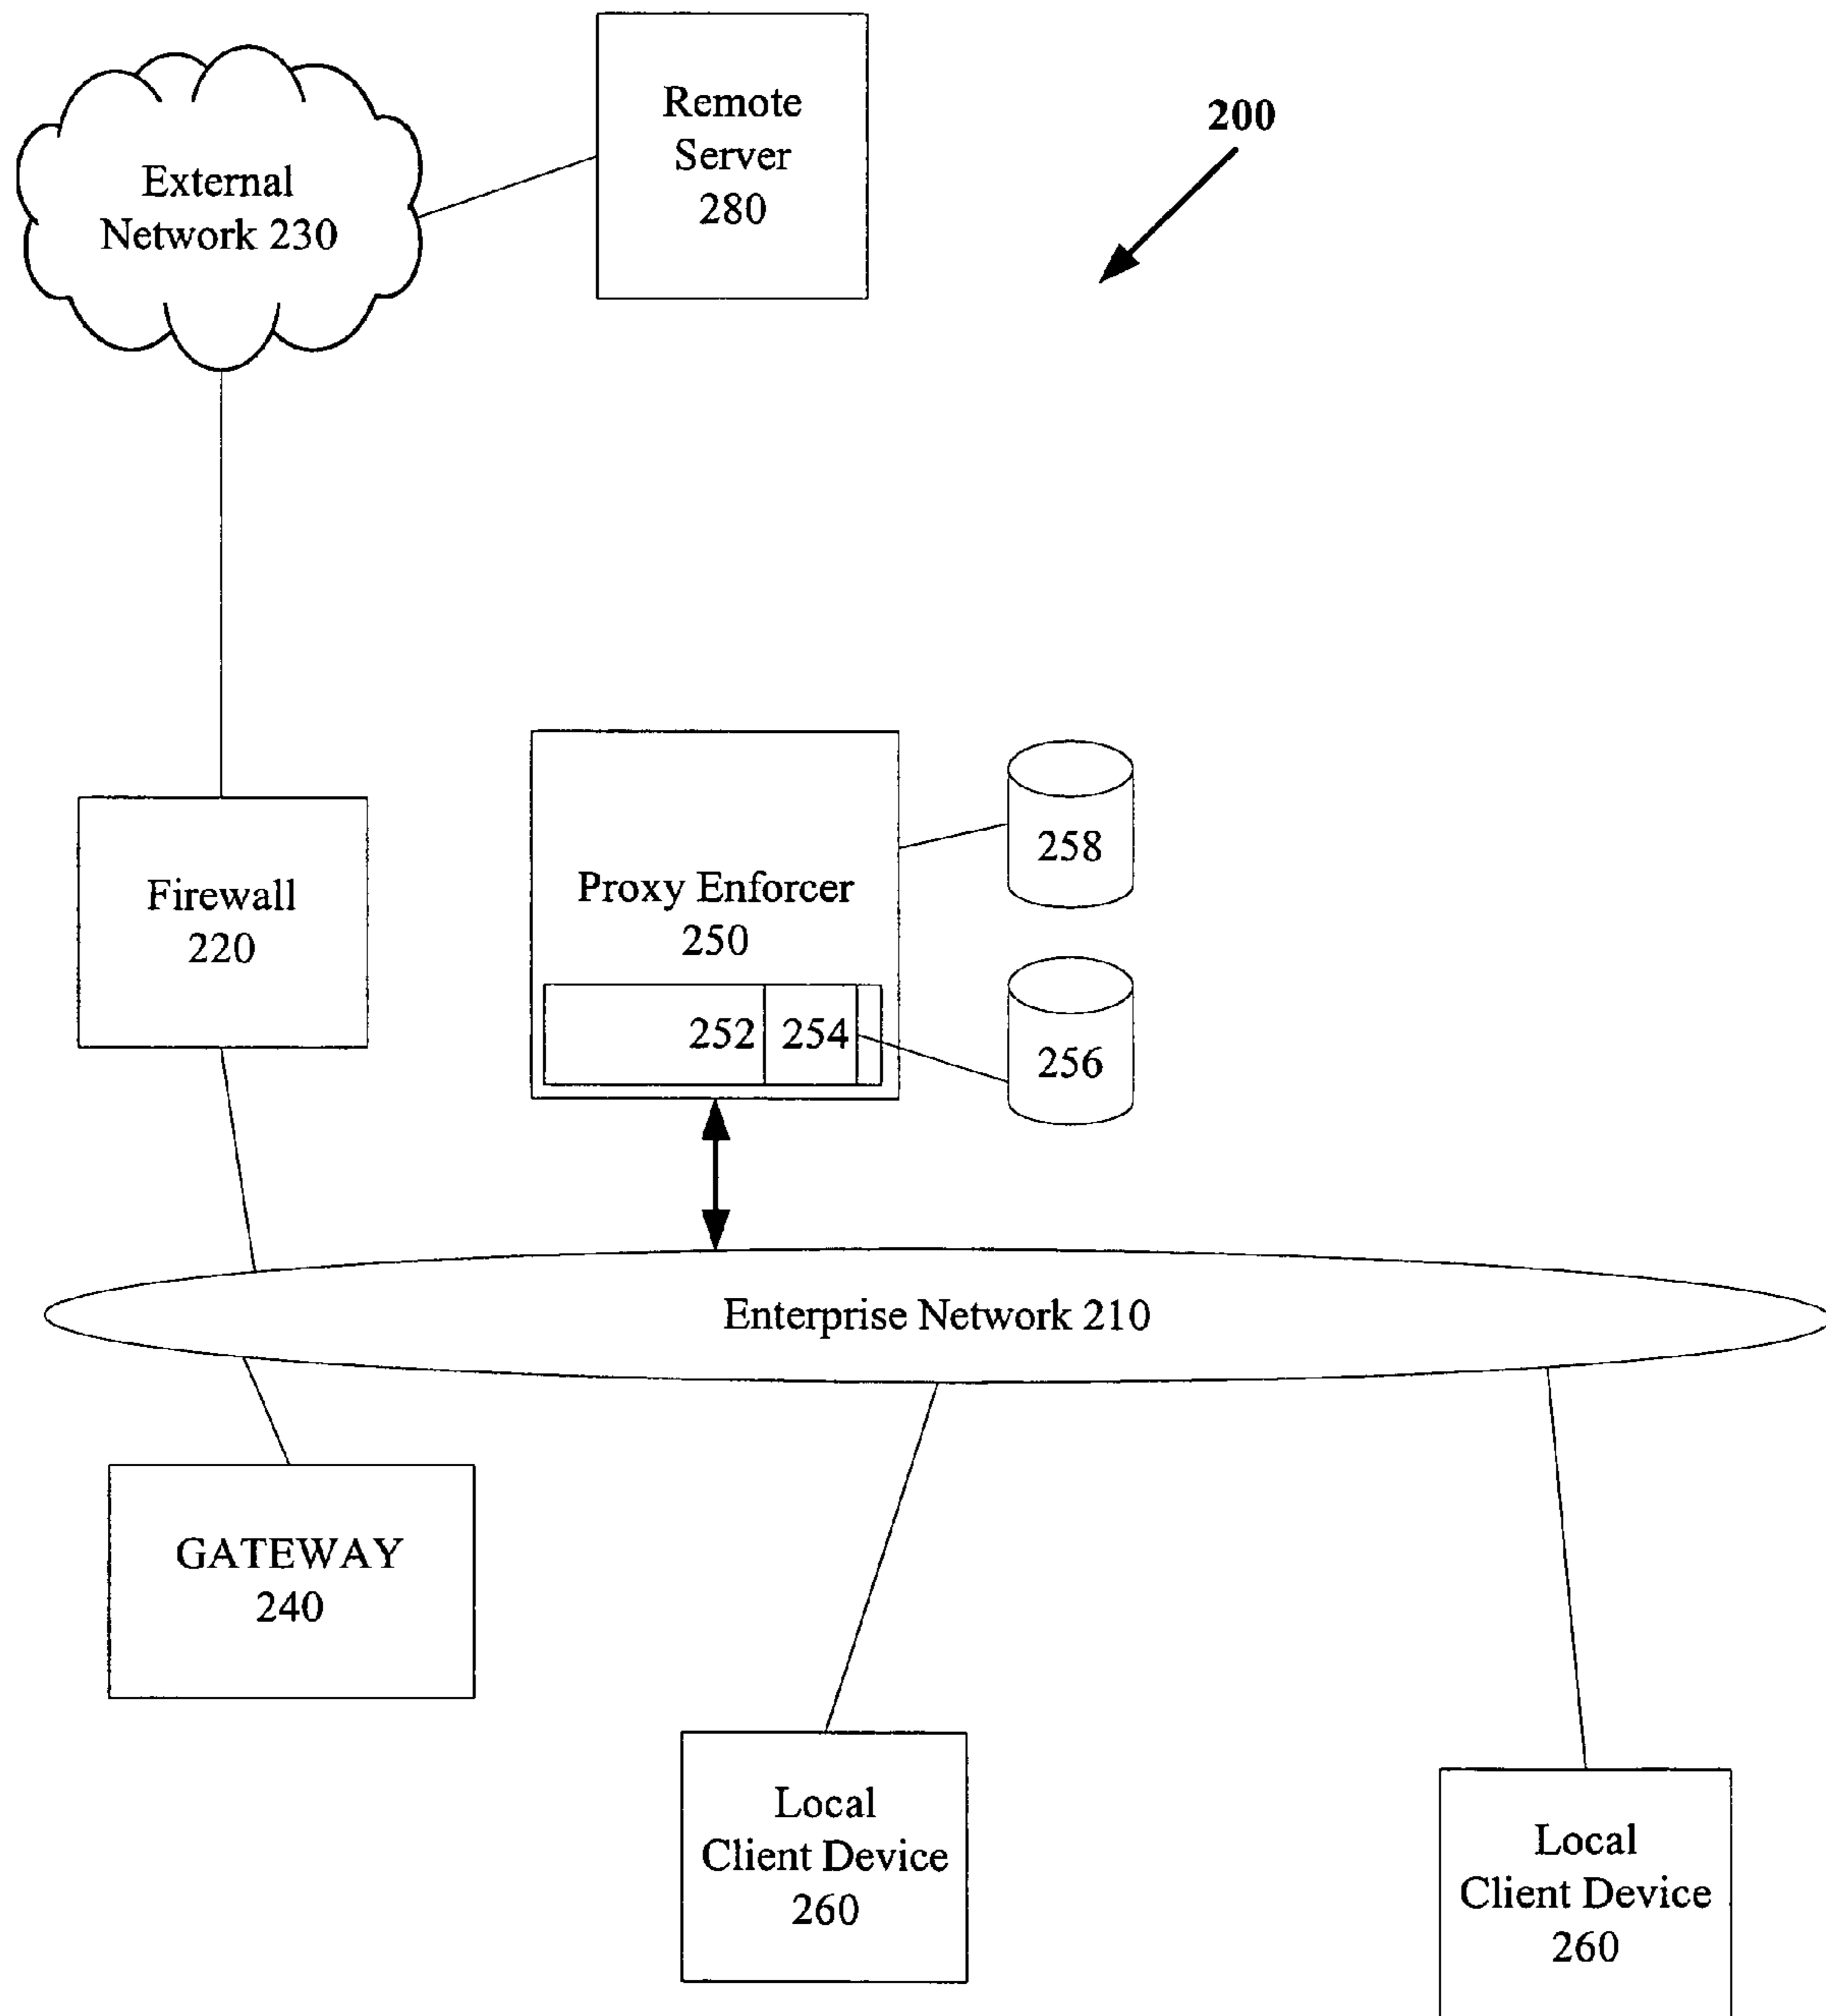 Remote
Server
280
200
External
Network 230
Firewall
220
Proxy Enforcer
250
252
254
258
256
Enterprise Network 210
GATEWAY
240
Local
Client Device
260
Local
Client Device
260